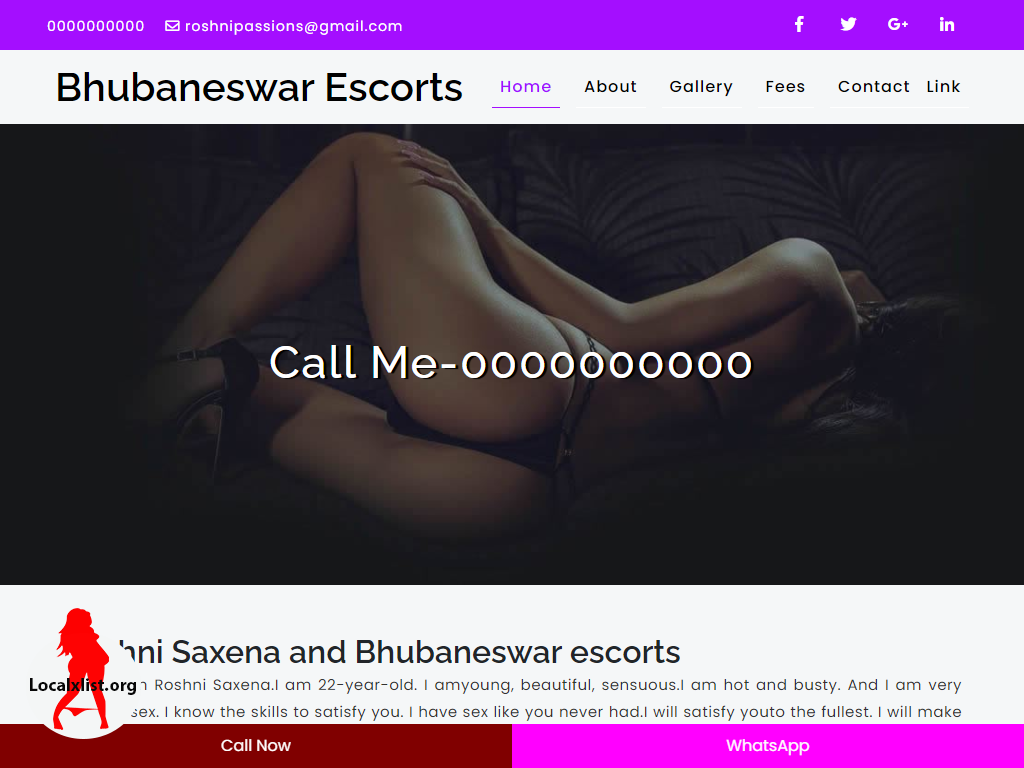 0000000000 roshnipassions@gmail.com
Bhubaneswar Escorts Home About Gallery Fees Contact Link
Call Me-0000000000
hni Saxena and Bhubaneswar escorts
Roshni Saxena.I am 22-year-old. I amyoung, beautiful, sensuous.I am hot and busty. And I am very
Localxlist.org
sex. I know the skills to satisfy you. I have sex like you never had.I will satisfy youto the fullest. I will make
Call Now WhatsApp